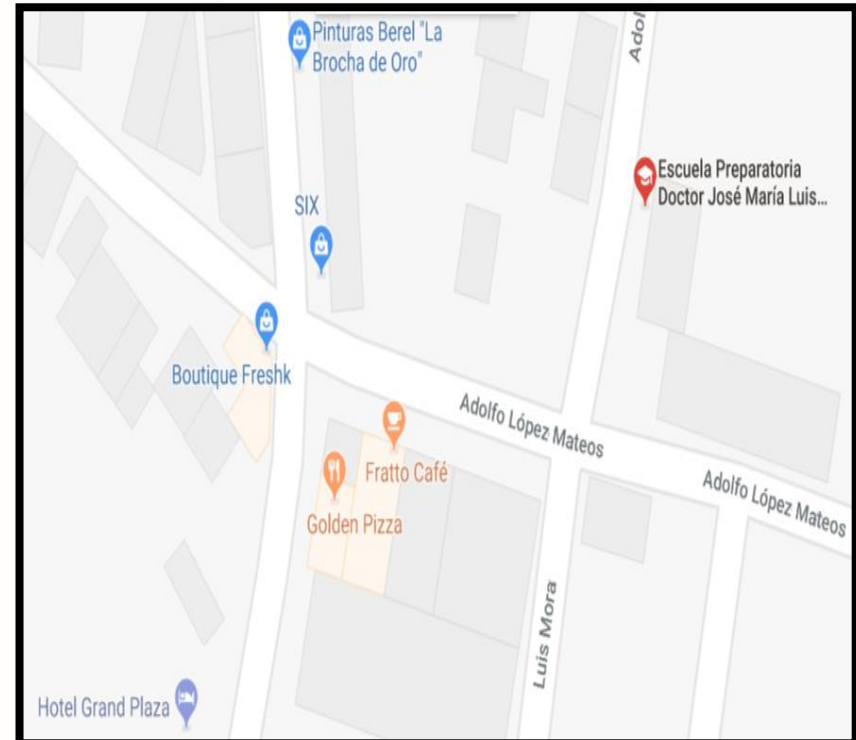 Pinturas Berel "La
Brocha de Oro"
Adol
Escuela Preparatoria
Doctor José María Luis...
SIX
Boutique Freshk
Adolfo López Mateos
Fratto Café
Golden Pizza
Adolfo López Mateos
Luis Mora
Hotel Grand Plaza